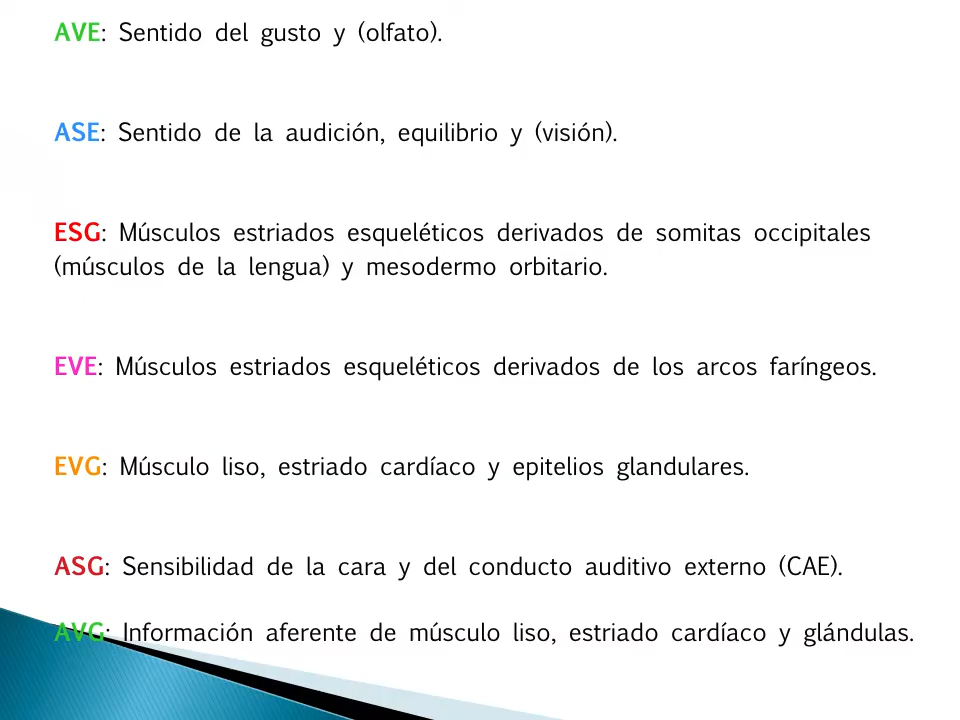 AVE: Sentido del gusto y (olfato).
ASE: Sentido de la audición, equilibrio y (visión).
ESG: Músculos estriados esqueléticos derivados de somitas occipitales
(músculos de la lengua) y mesodermo orbitario.
EVE: Músculos estriados esqueléticos derivados de los arcos faríngeos.
EVG: Músculo liso, estriado cardíaco y epitelios glandulares.
ASG: Sensibilidad de la cara y del conducto auditivo externo (CAE).
AVG: Información aferente de músculo liso, estriado cardíaco y glándulas.